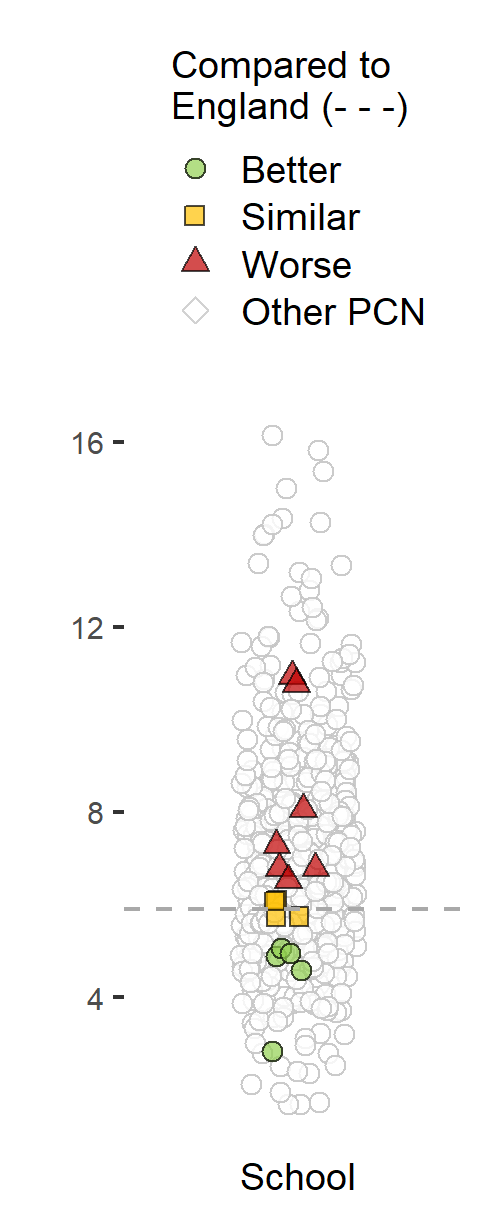 Compared to
England (- - -)
Better
Similar
Worse
Other PCN
16
12
8
4
School